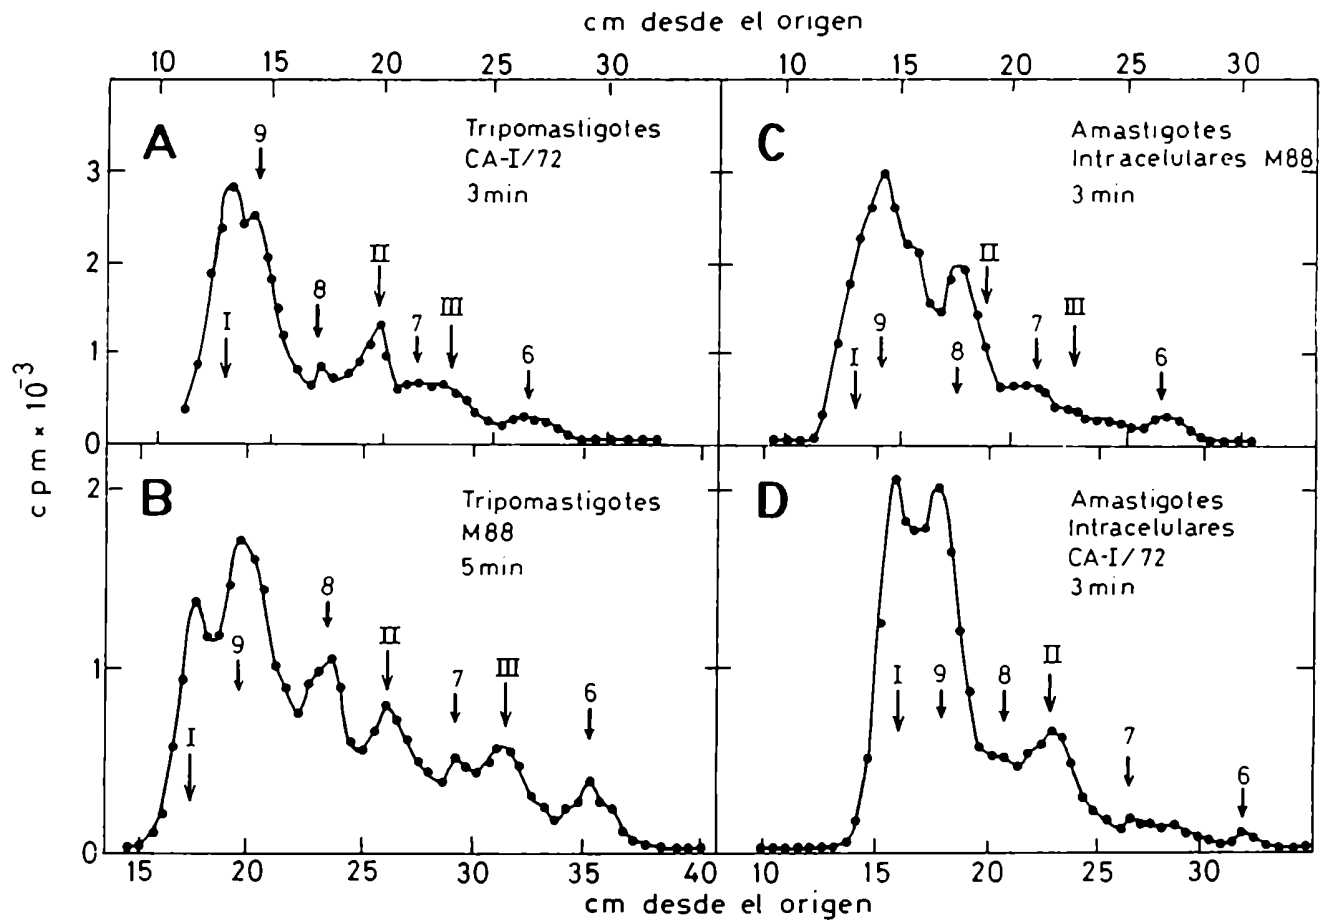 cm desde el origen
10 15 20 25 30 10 15 20 25 30
A
9
Tripomastigotes
CA-I/72
3 min
8
II
I
7
III
6
C
Amastigotes
Intracelulares M88
3 min
II
9
7
III
I
8
6
3
2
1
0
cpm × 10⁻³
B
Tripomastigotes
M88
5 min
8
II
9
7
III
6
I
D
Amastigotes
Intracelulares
CA-I/72
3 min
I
9
8
II
7
6
2
1
0
15 20 25 30 35 40 10 15 20 25 30
cm desde el origen